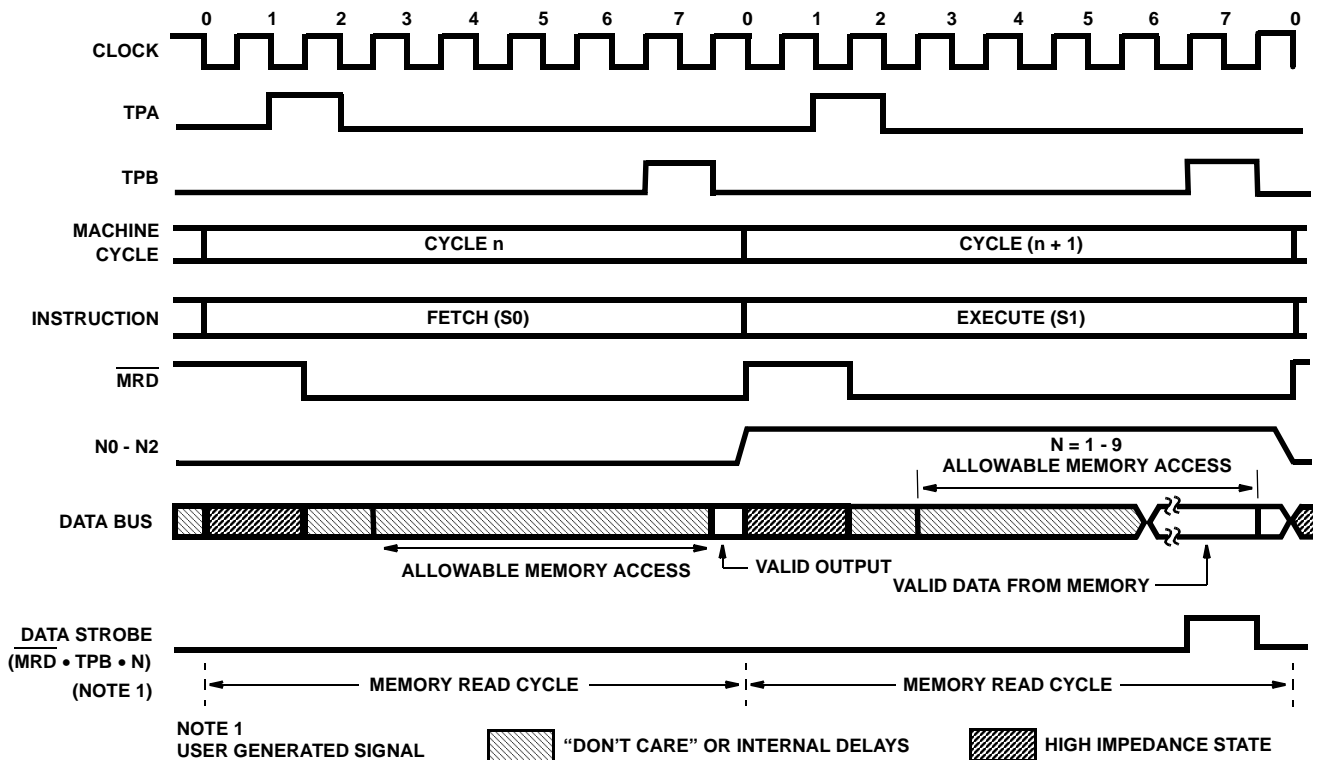 0 1 2 3 4 5 6 7 0 1 2 3 4 5 6 7 0
CLOCK
TPA
TPB
MACHINE
CYCLE
CYCLE n
CYCLE (n + 1)
INSTRUCTION
FETCH (S0)
EXECUTE (S1)
MRD
N0 - N2
N = 1 - 9
ALLOWABLE MEMORY ACCESS
DATA BUS
ALLOWABLE MEMORY ACCESS
VALID OUTPUT
VALID DATA FROM MEMORY
DATA STROBE
(MRD • TPB • N)
(NOTE 1)
MEMORY READ CYCLE
MEMORY READ CYCLE
NOTE 1
USER GENERATED SIGNAL
“DON'T CARE” OR INTERNAL DELAYS
HIGH IMPEDANCE STATE